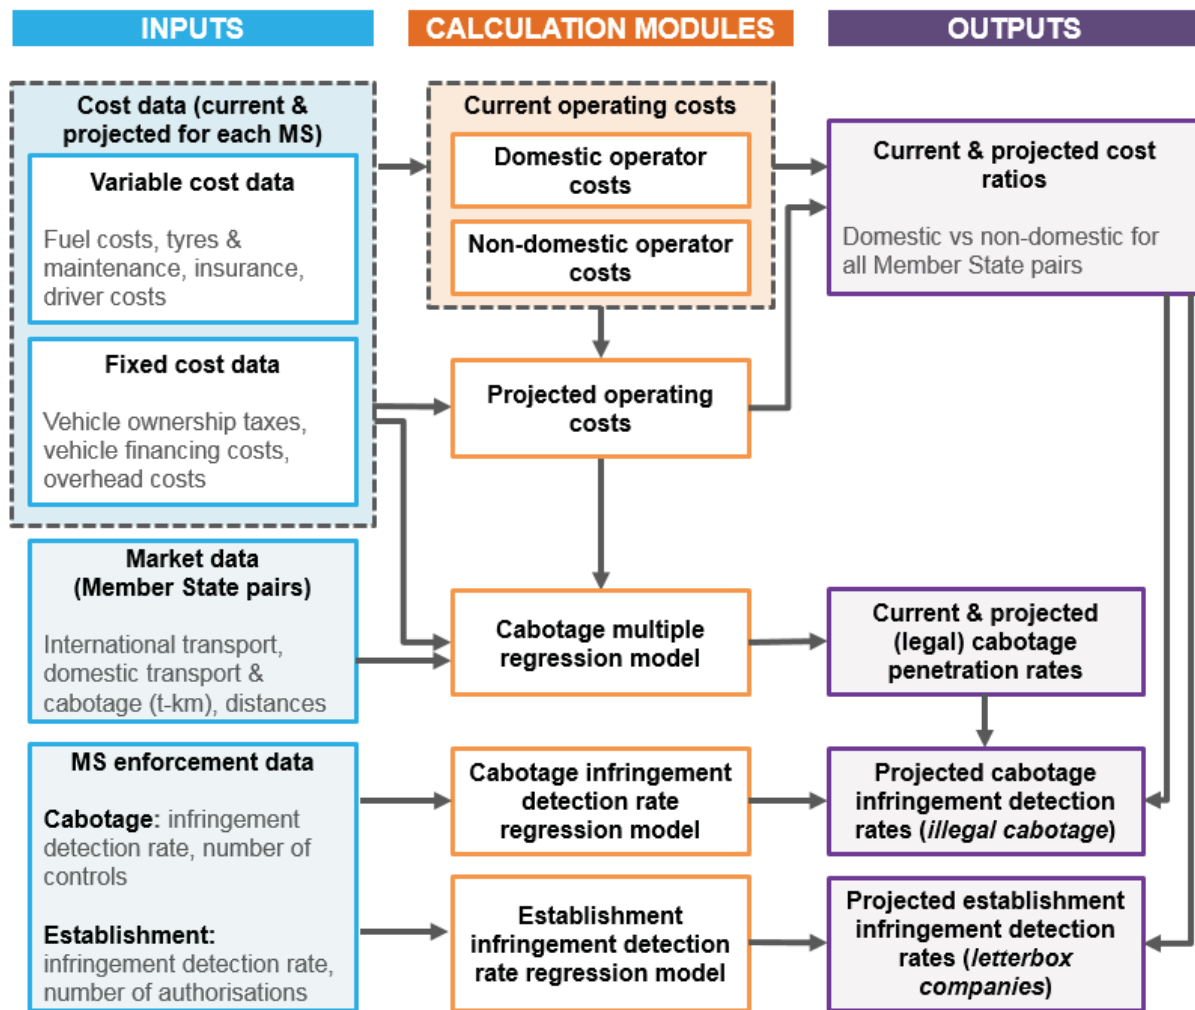 INPUTS
CALCULATION MODULES
OUTPUTS
Cost data (current &
projected for each MS)
Variable cost data
Fuel costs, tyres &
maintenance, insurance,
driver costs
Fixed cost data
Vehicle ownership taxes,
vehicle financing costs,
overhead costs
Market data
(Member State pairs)
International transport,
domestic transport &
cabotage (t-km), distances
MS enforcement data
Cabotage: infringement
detection rate, number of
controls
Establishment:
infringement detection rate,
number of authorisations
Current operating costs
Domestic operator
costs
Non-domestic operator
costs
Projected operating
costs
Cabotage multiple
regression model
Cabotage infringement
detection rate
regression model
Establishment
infringement detection
rate regression model
Current & projected cost
ratios
Domestic vs non-domestic for
all Member State pairs
Current & projected
(legal) cabotage
penetration rates
Projected cabotage
infringement detection
rates (illegal cabotage)
Projected establishment
infringement detection
rates (letterbox
companies)